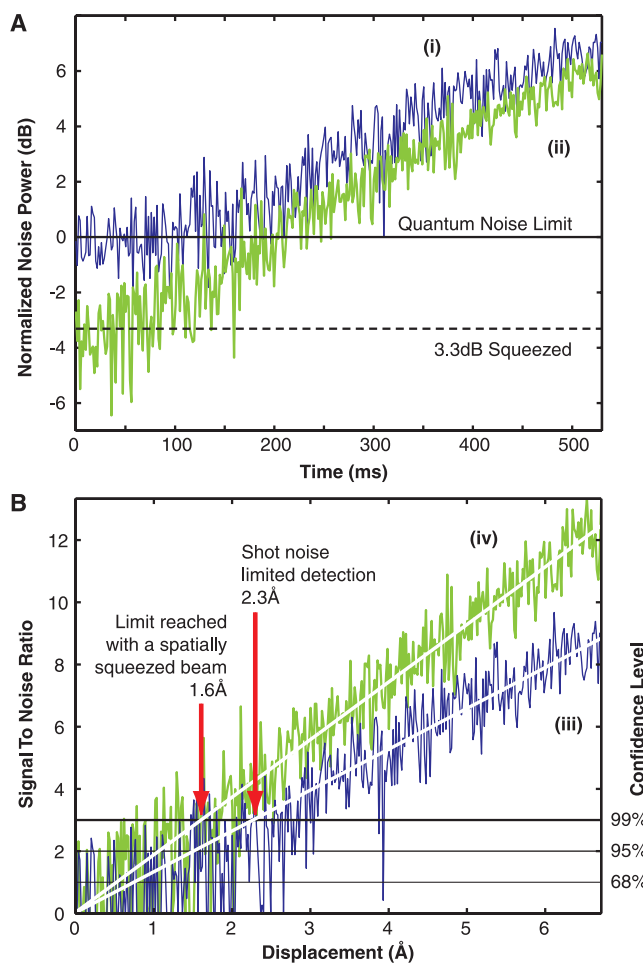 A
6
4
2
0
-2
-4
-6
Normalized Noise Power (dB)
(i)
(ii)
Quantum Noise Limit
3.3dB Squeezed
0
100
200
300
400
500
Time (ms)
B
12
10
8
6
4
2
0
Signal To Noise Ratio
(iv)
Shot noise
limited detection
2.3Å
Limit reached
with a spatially
squeezed beam
1.6Å
(iii)
Confidence Level
99%
95%
68%
0
1
2
3
4
5
6
Displacement (Å)